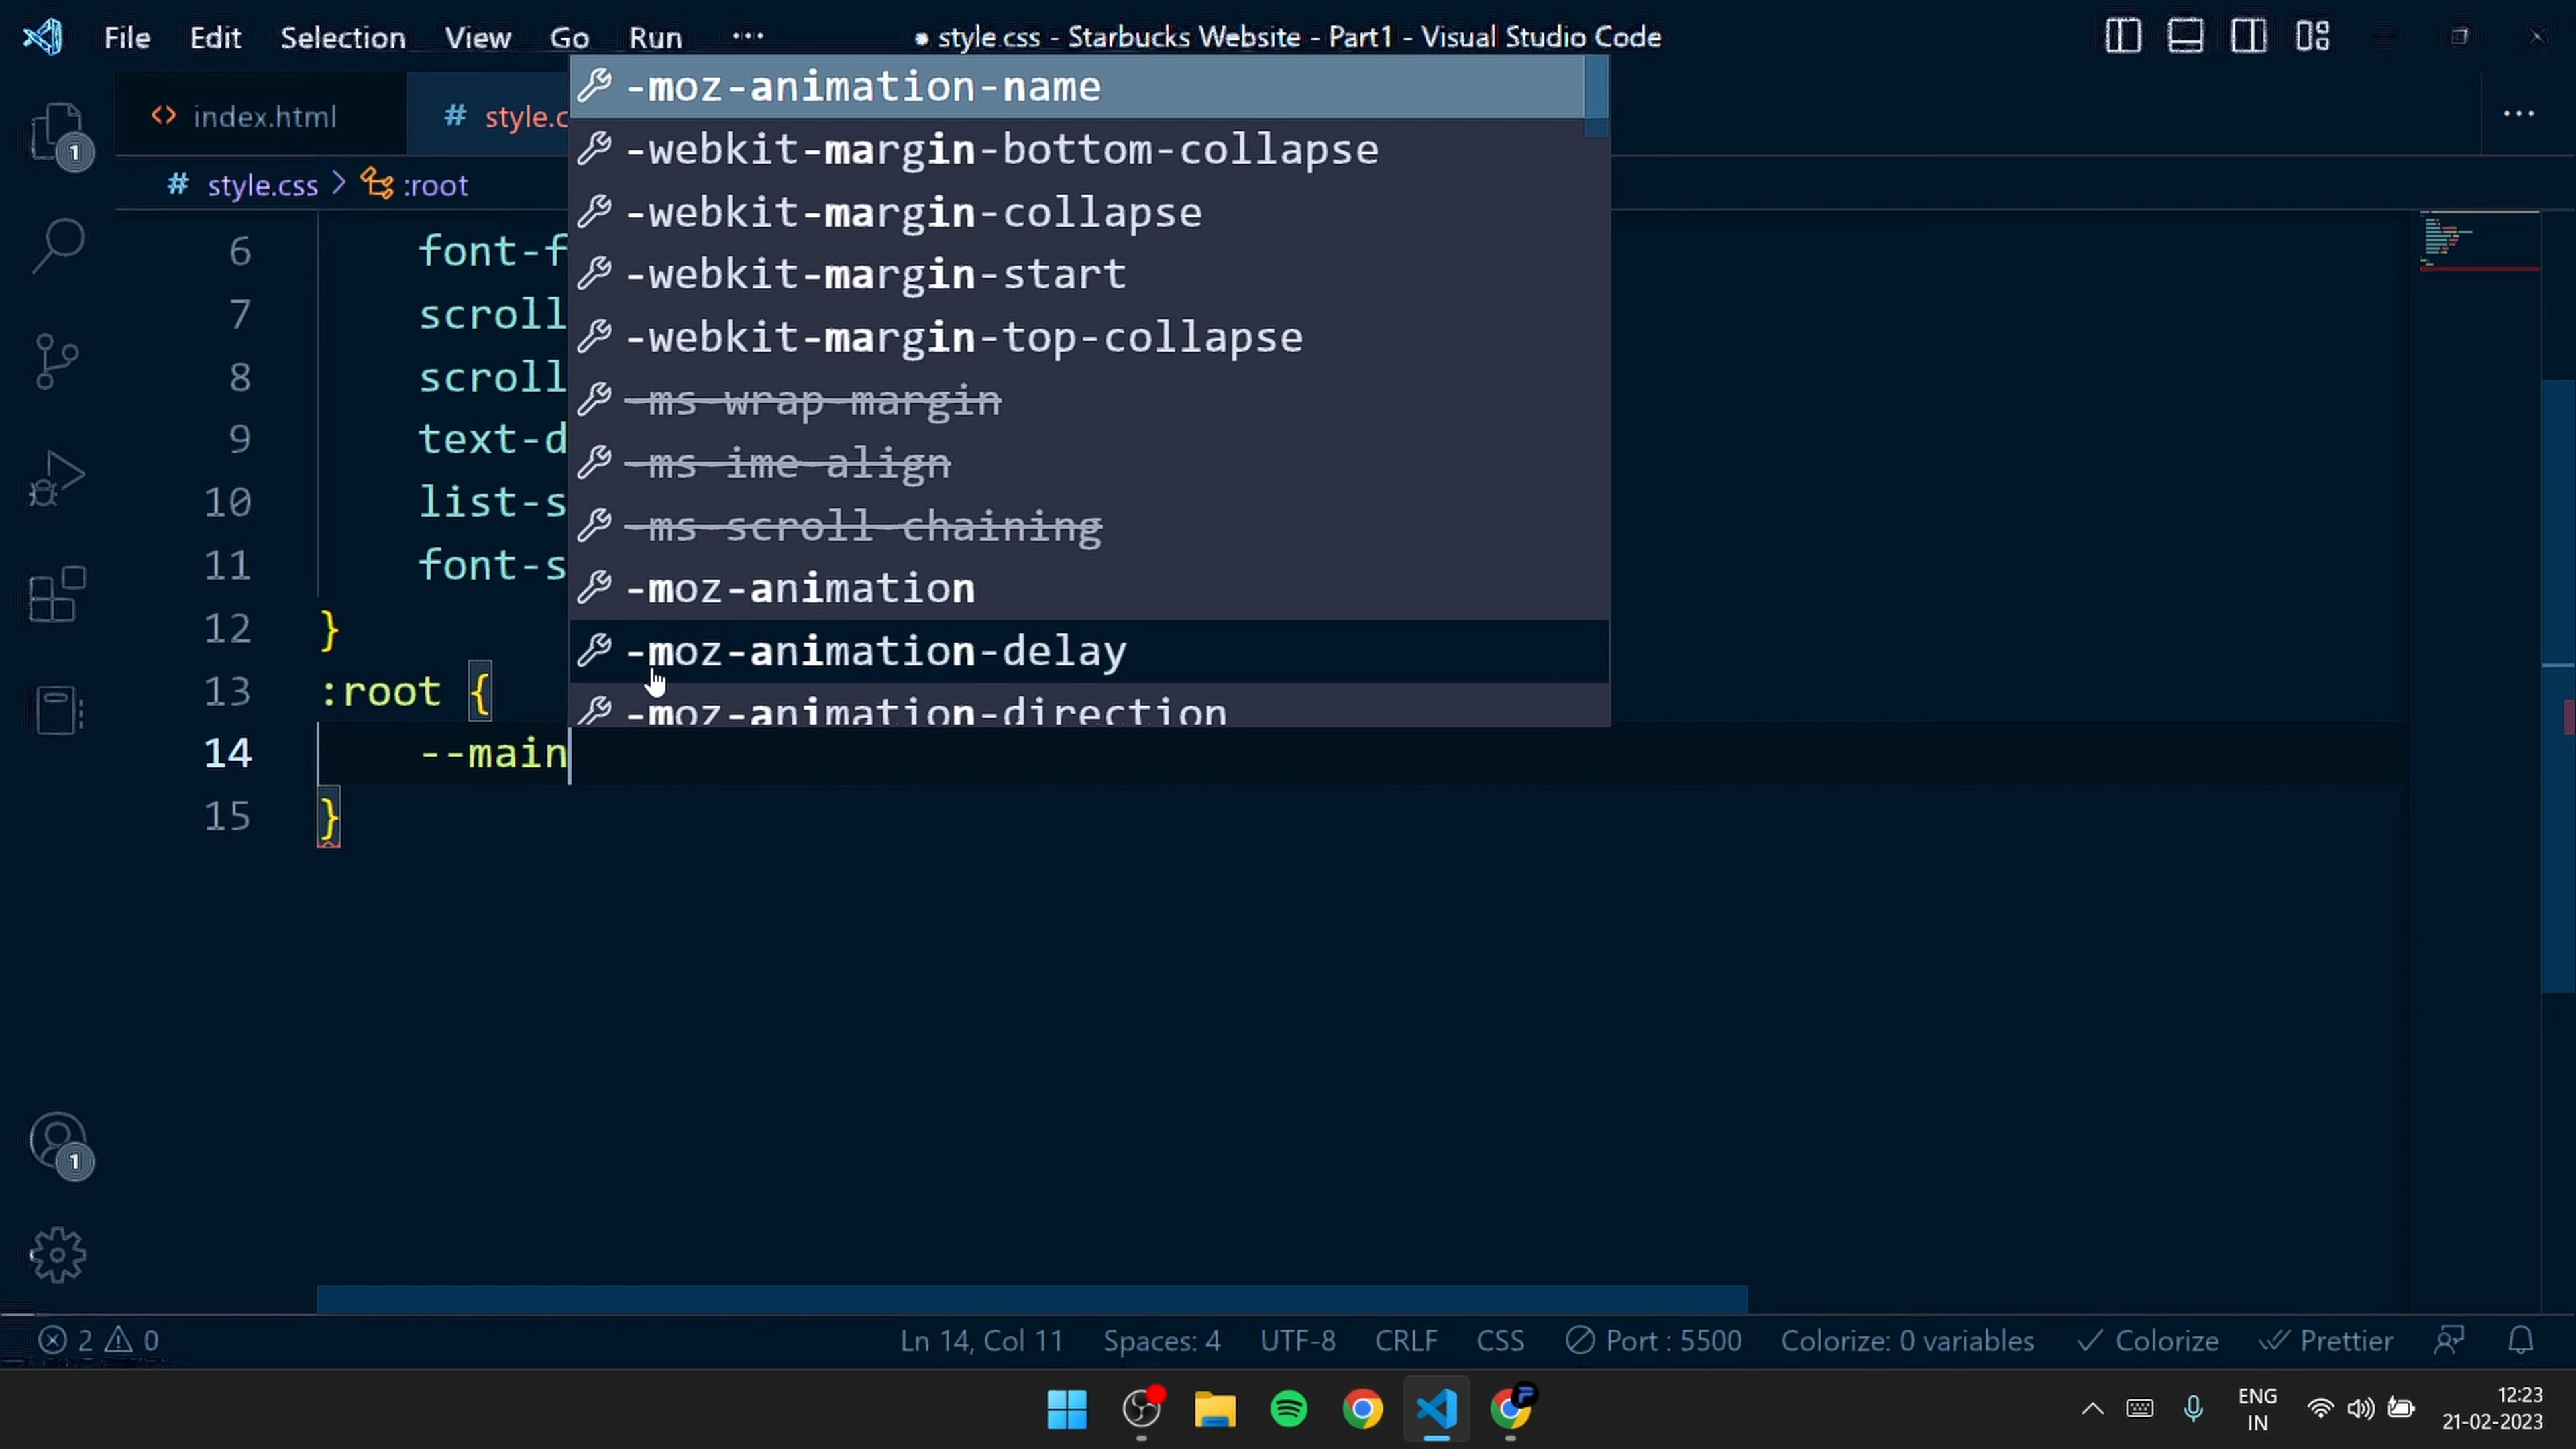 File Edit Selection View Go Run ··· ● style.css - Starbucks Website - Part1 - Visual Studio Code
<> index.html
# style.c
···
# style.css > :root
-moz-animation-name
-webkit-margin-bottom-collapse
-webkit-margin-collapse
-webkit-margin-start
-webkit-margin-top-collapse
-ms-wrap-margin
-ms-ime-align
-ms-scroll-chaining
-moz-animation
-moz-animation-delay
-moz-animation-direction
6 font-f
7 scroll
8 scroll
9 text-d
10 list-s
11 font-s
12 }
13 :root {
14 --main
15 }
1
1
2 0 Ln 14, Col 11 Spaces: 4 UTF-8 CRLF CSS Port : 5500 Colorize: 0 variables Colorize Prettier
ENG
IN
12:23
21-02-2023